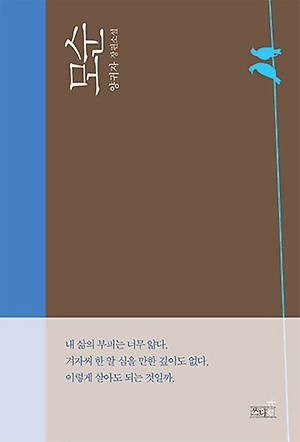 모순
양귀자 장편소설
내 삶의 부피는 너무 얇다.
겨자씨 한 알 심을 만한 깊이도 없다.
이렇게 살아도 되는 것일까.
쓰다